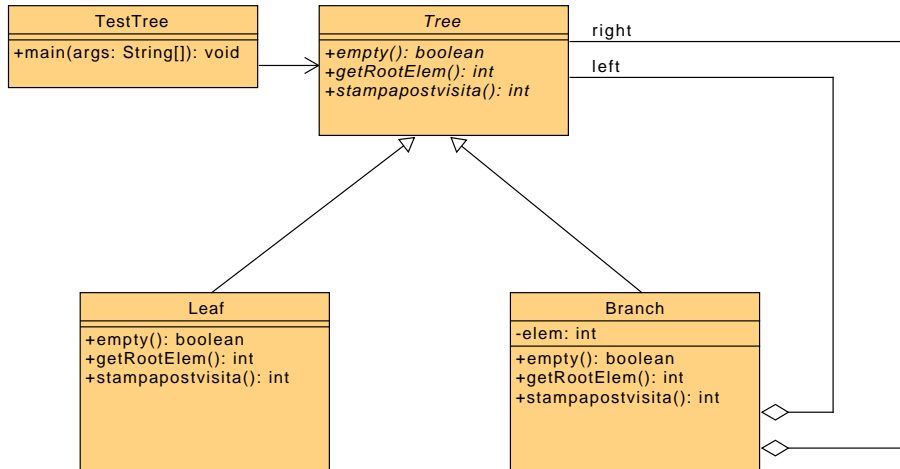 TestTree
+main(args: String[]): void
Tree
+empty(): boolean
+getRootElem(): int
+stampapostvisita(): int
right
left
Leaf
+empty(): boolean
+getRootElem(): int
+stampapostvisita(): int
Branch
-elem: int
+empty(): boolean
+getRootElem(): int
+stampapostvisita(): int